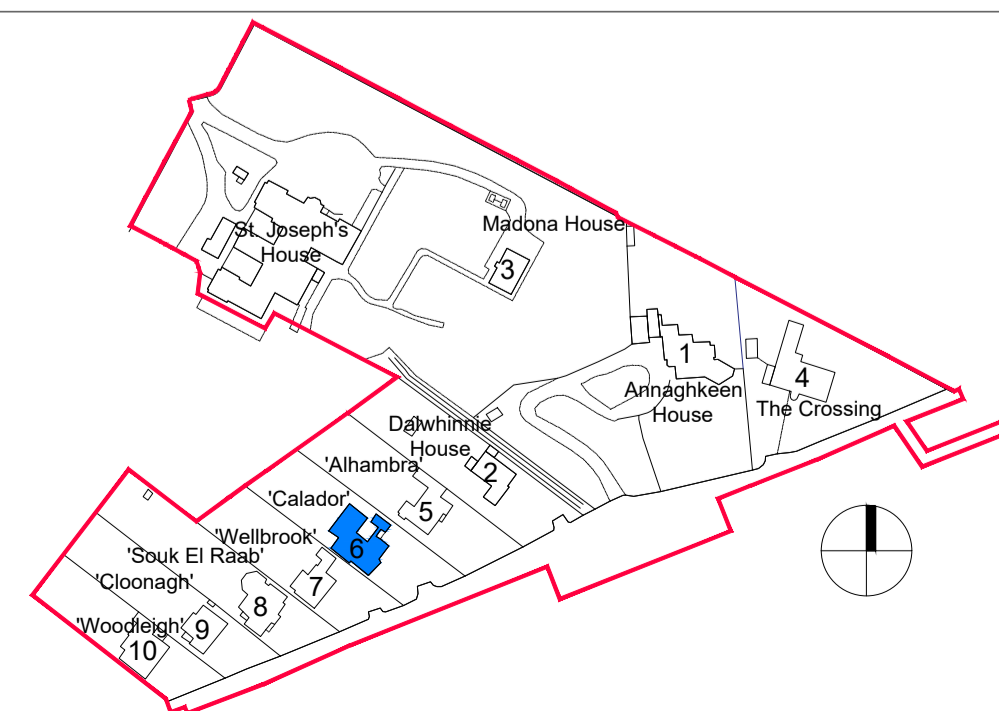 St. Joseph's
House
Madona House
3
1
Annaghkeen
House
4
The Crossing
Dalwhinnie
House
2
'Alhambra'
5
'Calador'
6
'Wellbrook'
7
'Souk El Raab'
8
'Cloonagh'
9
'Woodleigh'
10